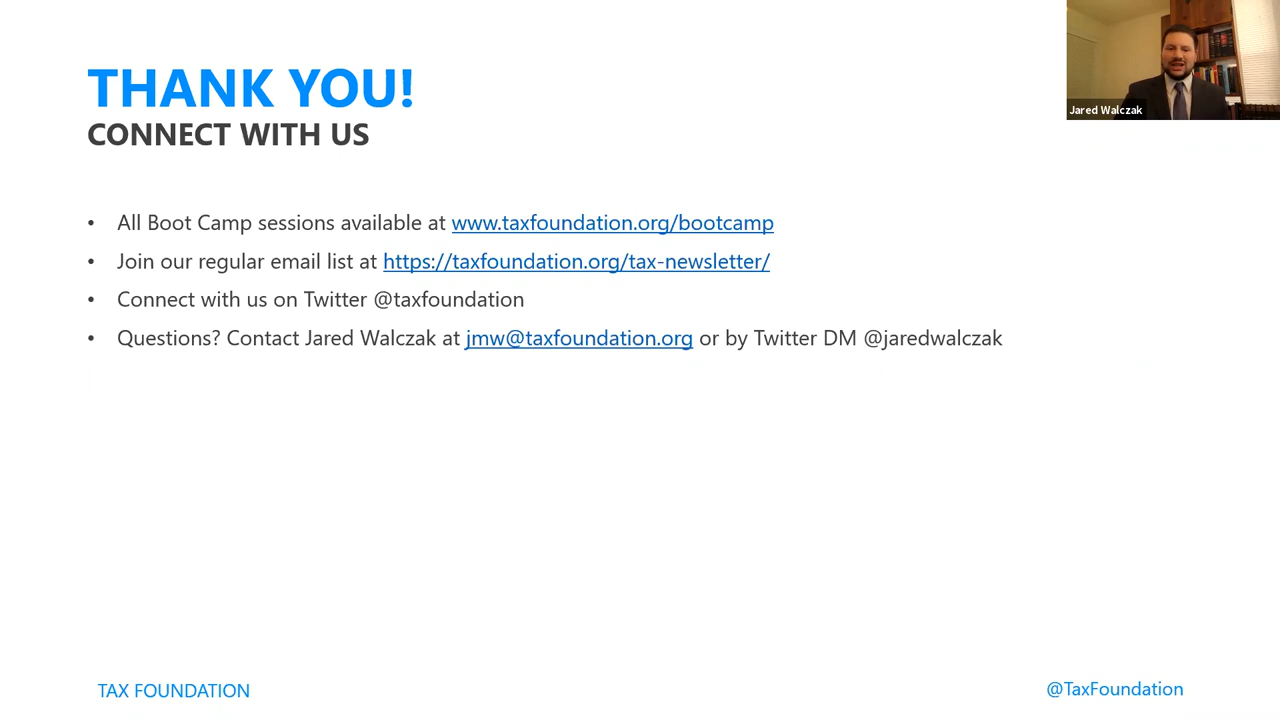 THANK YOU!
CONNECT WITH US
Jared Walczak
• All Boot Camp sessions available at www.taxfoundation.org/bootcamp
• Join our regular email list at https://taxfoundation.org/tax-newsletter/
• Connect with us on Twitter @taxfoundation
• Questions? Contact Jared Walczak at jmw@taxfoundation.org or by Twitter DM @jaredwalczak
TAX FOUNDATION
@TaxFoundation